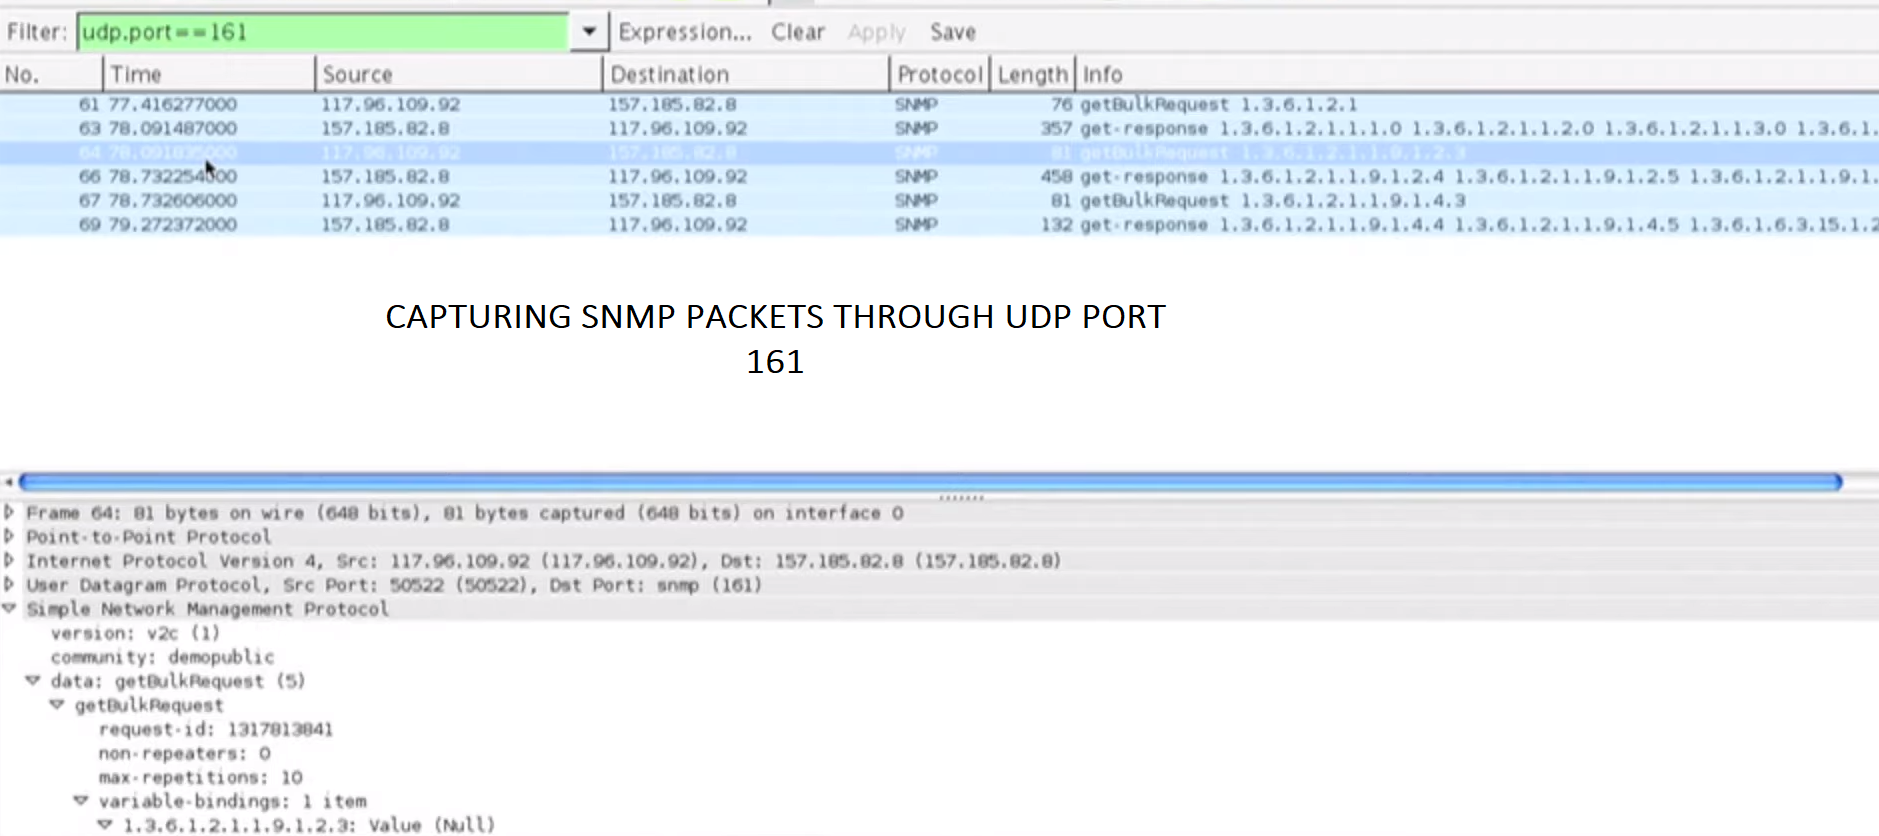 Filter: udp.port==161 Expression... Clear Apply Save
No. Time Source Destination Protocol Length Info
61 77.416277000 117.96.109.92 157.185.82.8 SNMP 76 getBulkRequest 1.3.6.1.2.1
63 78.091487000 157.185.82.8 117.96.109.92 SNMP 357 get-response 1.3.6.1.2.1.1.1.0 1.3.6.1.2.1.1.2.0 1.3.6.1.2.1.1.3.0 1.3.6.1.
64 78.091835000 117.96.109.92 157.185.82.8 SNMP 81 getBulkRequest 1.3.6.1.2.1.1.9.1.2.3
66 78.732254000 157.185.82.8 117.96.109.92 SNMP 458 get-response 1.3.6.1.2.1.1.9.1.2.4 1.3.6.1.2.1.1.9.1.2.5 1.3.6.1.2.1.1.9.1.
67 78.732606000 117.96.109.92 157.185.82.8 SNMP 81 getBulkRequest 1.3.6.1.2.1.1.9.1.4.3
69 79.272372000 157.185.82.8 117.96.109.92 SNMP 132 get-response 1.3.6.1.2.1.1.9.1.4.4 1.3.6.1.2.1.1.9.1.4.5 1.3.6.1.6.3.15.1.2
CAPTURING SNMP PACKETS THROUGH UDP PORT
161
Frame 64: 81 bytes on wire (648 bits), 81 bytes captured (648 bits) on interface 0
Point-to-Point Protocol
Internet Protocol Version 4, Src: 117.96.109.92 (117.96.109.92), Dst: 157.185.82.8 (157.185.82.8)
User Datagram Protocol, Src Port: 50522 (50522), Dst Port: snmp (161)
Simple Network Management Protocol
version: v2c (1)
community: demopublic
data: getBulkRequest (5)
getBulkRequest
request-id: 1317813841
non-repeaters: 0
max-repetitions: 10
variable-bindings: 1 item
1.3.6.1.2.1.1.9.1.2.3: Value (Null)